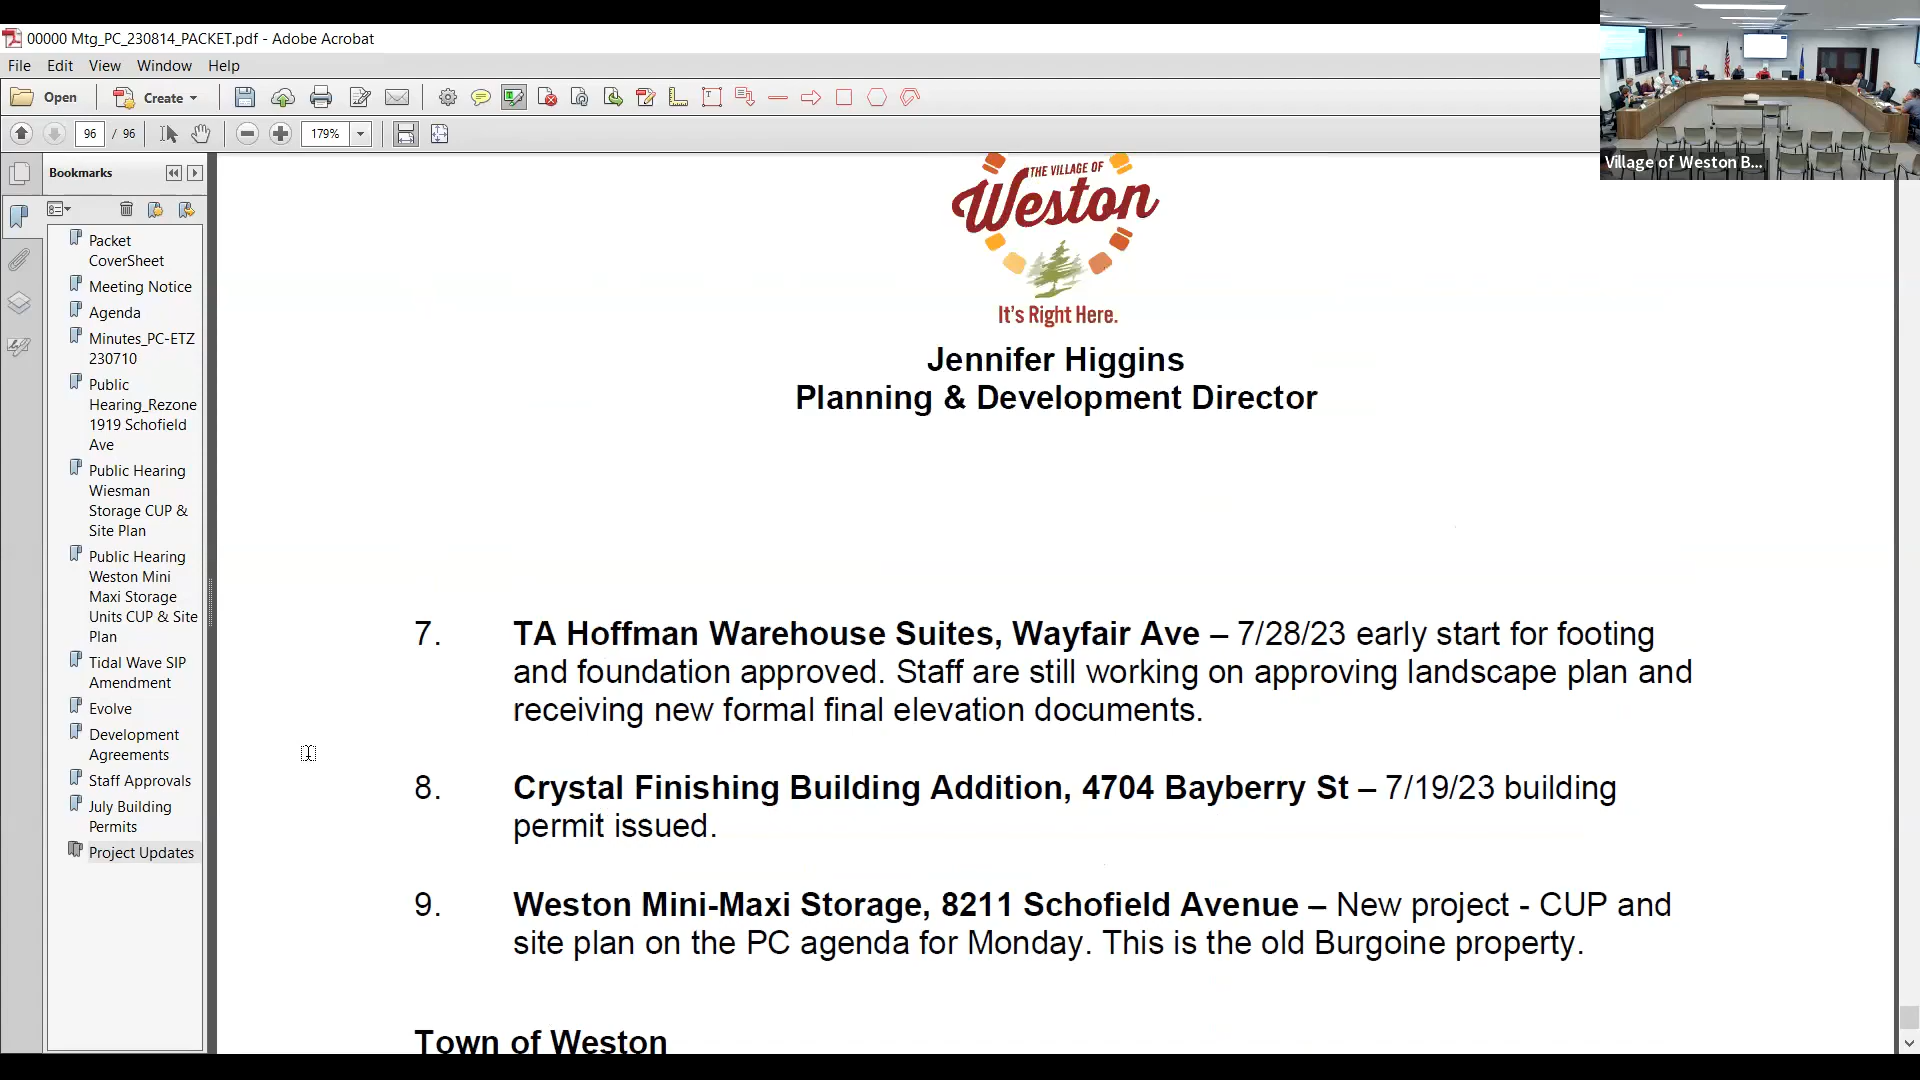 00000 Mtg_PC_230814_PACKET.pdf - Adobe Acrobat
File Edit View Window Help
Open Create
96 / 96 179%
Bookmarks
Packet
CoverSheet
Meeting Notice
Agenda
Minutes_PC-ETZ
230710
Public
Hearing_Rezone
1919 Schofield
Ave
Public Hearing
Wiesman
Storage CUP &
Site Plan
Public Hearing
Weston Mini
Maxi Storage
Units CUP & Site
Plan
Tidal Wave SIP
Amendment
Evolve
Development
Agreements
Staff Approvals
July Building
Permits
Project Updates
THE VILLAGE OF
Weston
It's Right Here.
Jennifer Higgins
Planning & Development Director
7. TA Hoffman Warehouse Suites, Wayfair Ave – 7/28/23 early start for footing
and foundation approved. Staff are still working on approving landscape plan and
receiving new formal final elevation documents.
8. Crystal Finishing Building Addition, 4704 Bayberry St – 7/19/23 building
permit issued.
9. Weston Mini-Maxi Storage, 8211 Schofield Avenue – New project - CUP and
site plan on the PC agenda for Monday. This is the old Burgoine property.
Town of Weston
Village of Weston B...